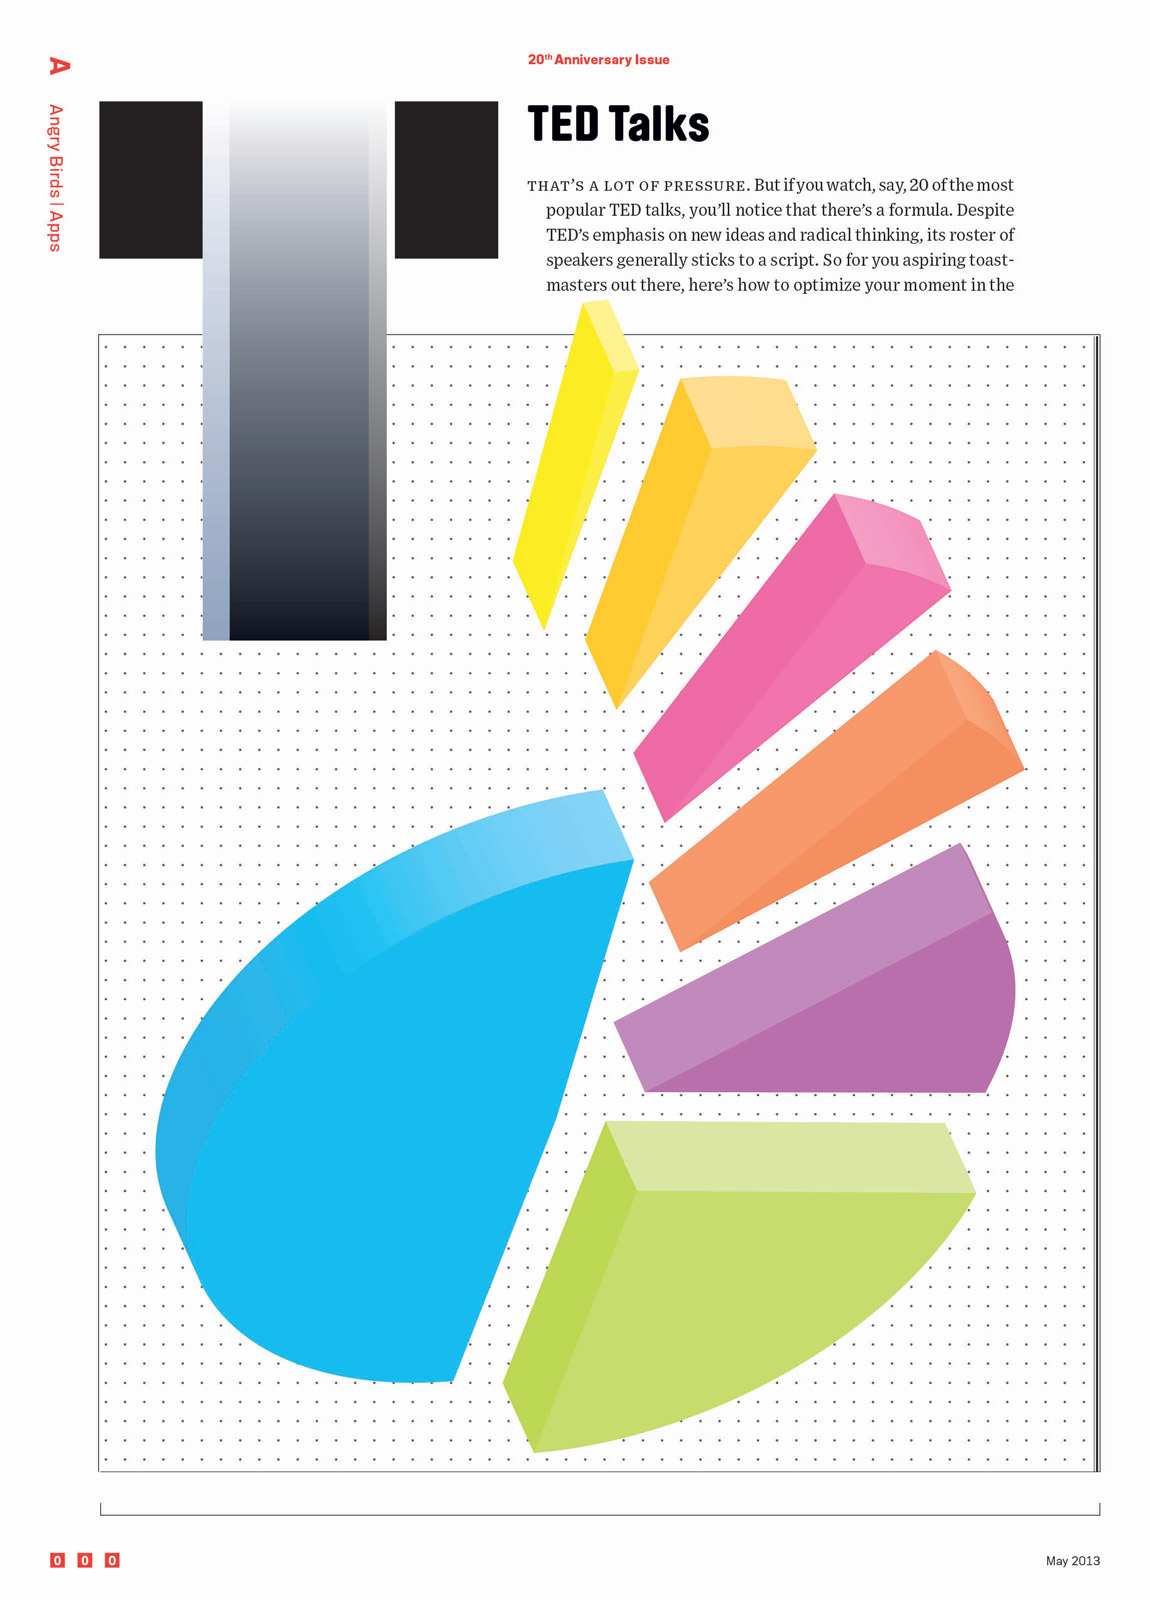 A
Angry Birds | Apps
20th Anniversary Issue
T
TED Talks
THAT'S A LOT OF PRESSURE. But if you watch, say, 20 of the most
popular TED talks, you'll notice that there's a formula. Despite
TED's emphasis on new ideas and radical thinking, its roster of
speakers generally sticks to a script. So for you aspiring toast-
masters out there, here's how to optimize your moment in the
0 0 0
May 2013